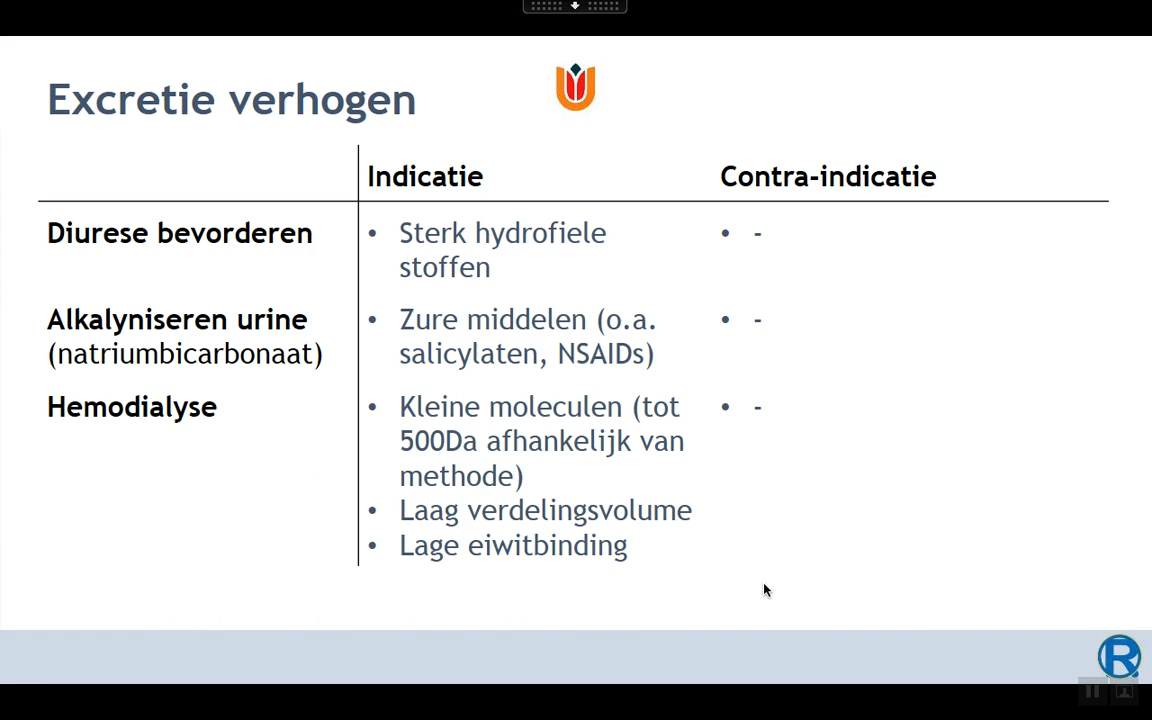 Excretie verhogen
Indicatie
Contra-indicatie
Diurese bevorderen
• Sterk hydrofiele
stoffen
• -
Alkalyniseren urine
(natriumbicarbonaat)
• Zure middelen (o.a.
salicylaten, NSAIDs)
• -
Hemodialyse
• Kleine moleculen (tot
500Da afhankelijk van
methode)
• Laag verdelingsvolume
• Lage eiwitbinding
• -
R